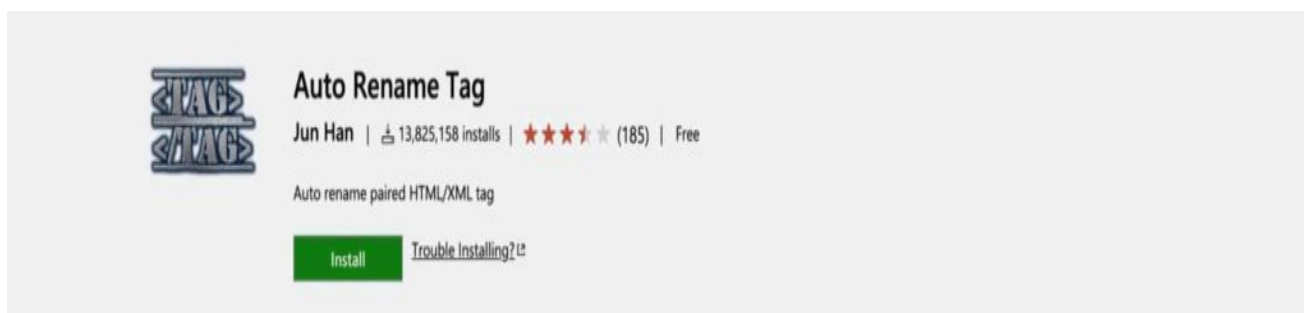 <TAG>
</TAG>
Auto Rename Tag
Jun Han | 13,825,158 installs | (185) | Free
Auto rename paired HTML/XML tag
Install Trouble Installing?